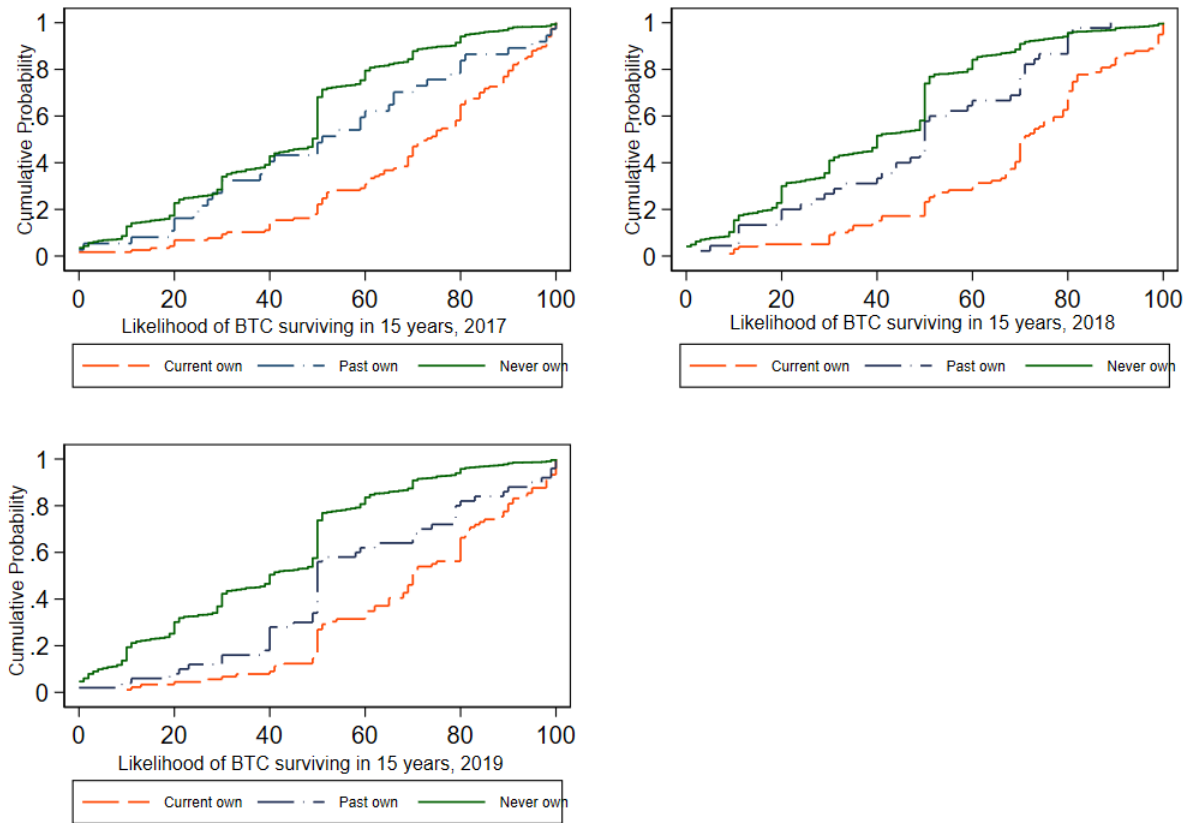 Cumulative Probability
1
.8
.6
.4
.2
0
0 20 40 60 80 100
Likelihood of BTC surviving in 15 years, 2017
Current own Past own Never own
Cumulative Probability
1
.8
.6
.4
.2
0
0 20 40 60 80 100
Likelihood of BTC surviving in 15 years, 2018
Current own Past own Never own
Cumulative Probability
1
.8
.6
.4
.2
0
0 20 40 60 80 100
Likelihood of BTC surviving in 15 years, 2019
Current own Past own Never own